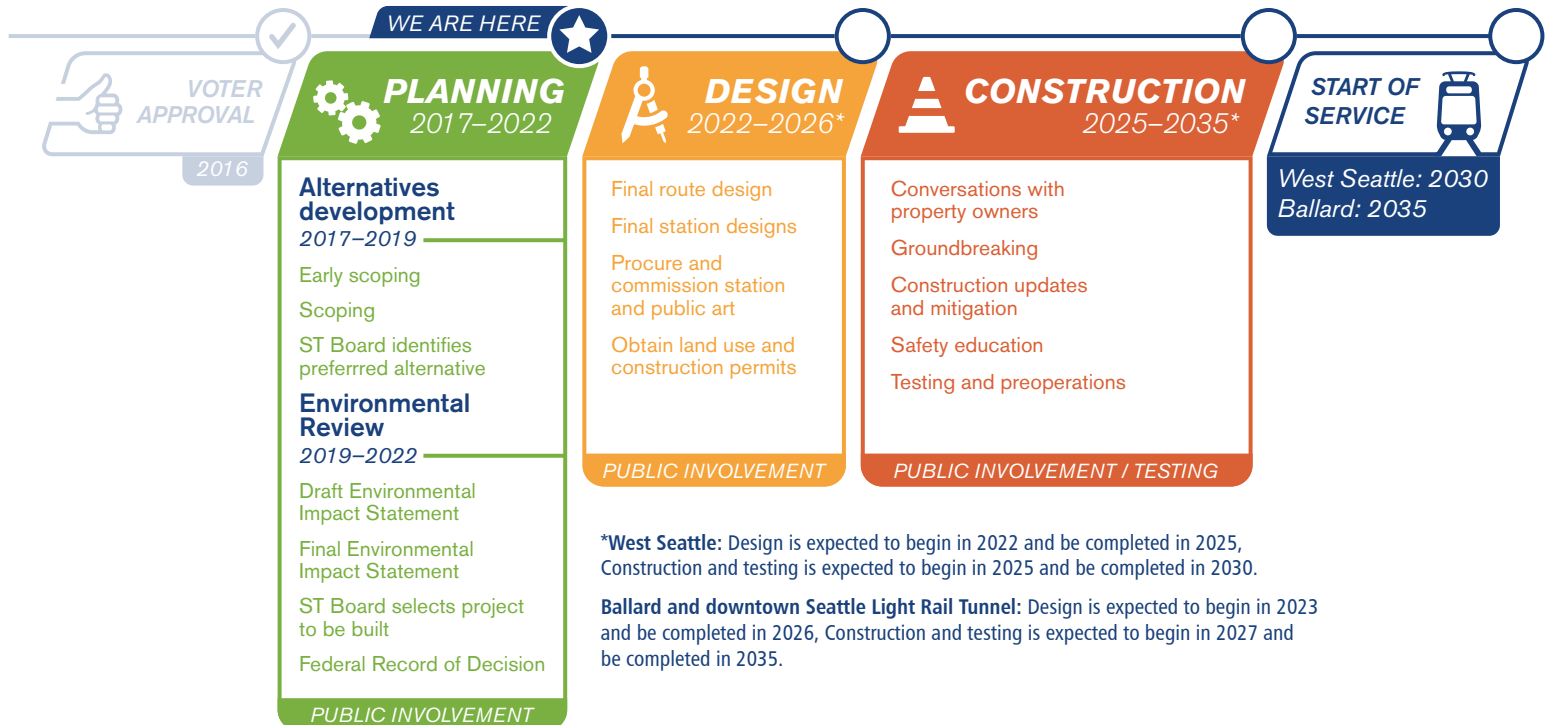 WE ARE HERE
VOTER
APPROVAL
2016
PLANNING
2017–2022
Alternatives
development
2017–2019
Early scoping
Scoping
ST Board identifies
preferrred alternative
Environmental
Review
2019–2022
Draft Environmental
Impact Statement
Final Environmental
Impact Statement
ST Board selects project
to be built
Federal Record of Decision
PUBLIC INVOLVEMENT
DESIGN
2022–2026*
Final route design
Final station designs
Procure and
commission station
and public art
Obtain land use and
construction permits
PUBLIC INVOLVEMENT
CONSTRUCTION
2025–2035*
Conversations with
property owners
Groundbreaking
Construction updates
and mitigation
Safety education
Testing and preoperations
PUBLIC INVOLVEMENT / TESTING
START OF
SERVICE
West Seattle: 2030
Ballard: 2035
*West Seattle: Design is expected to begin in 2022 and be completed in 2025,
Construction and testing is expected to begin in 2025 and be completed in 2030.
Ballard and downtown Seattle Light Rail Tunnel: Design is expected to begin in 2023
and be completed in 2026, Construction and testing is expected to begin in 2027 and
be completed in 2035.